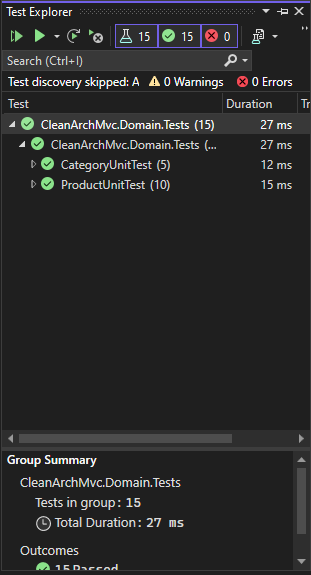 Test Explorer
15 15 0
Search (Ctrl+I)
Test discovery skipped: A 0 Warnings 0 Errors
Test Duration Tr
CleanArchMvc.Domain.Tests (15) 27 ms
CleanArchMvc.Domain.Tests (... 27 ms
CategoryUnitTest (5) 12 ms
ProductUnitTest (10) 15 ms
Group Summary
CleanArchMvc.Domain.Tests
Tests in group: 15
Total Duration: 27 ms
Outcomes
15 Passed